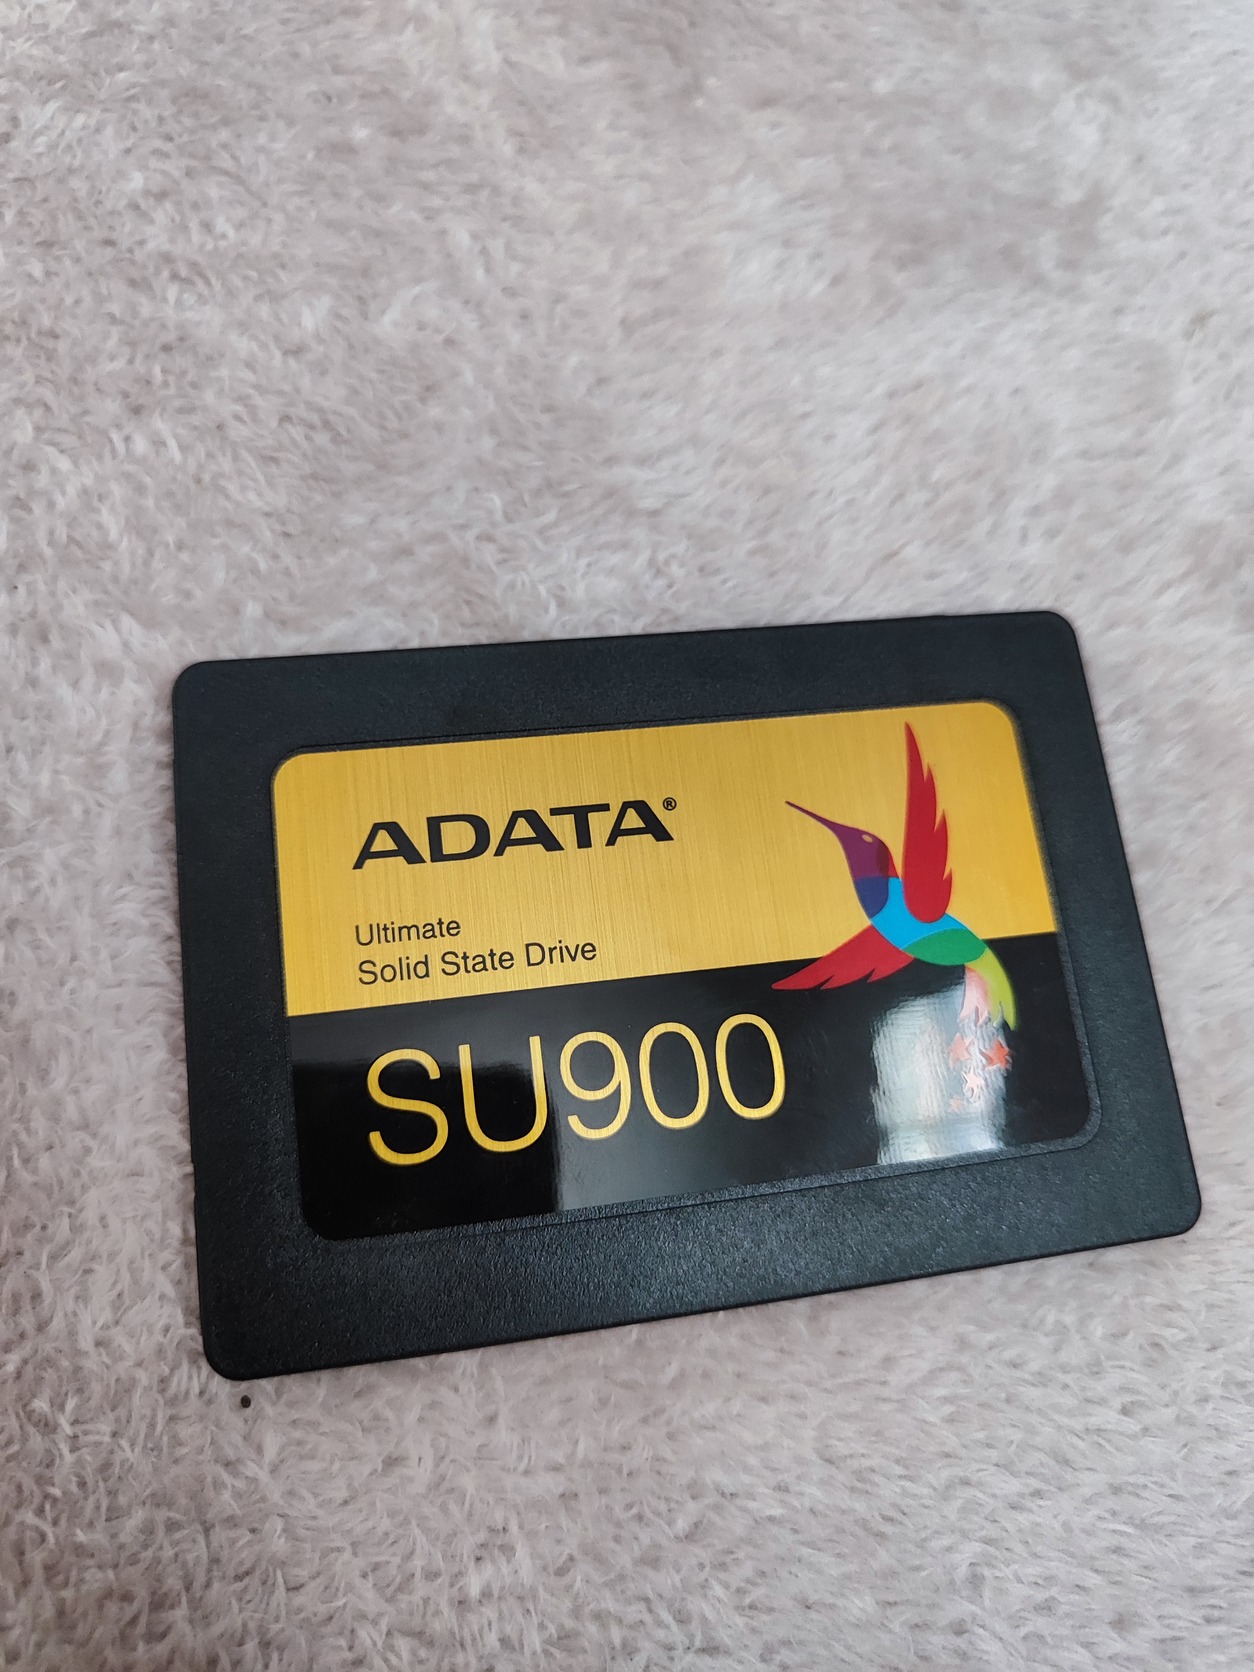 ADATA®
Ultimate
Solid State Drive
SU900